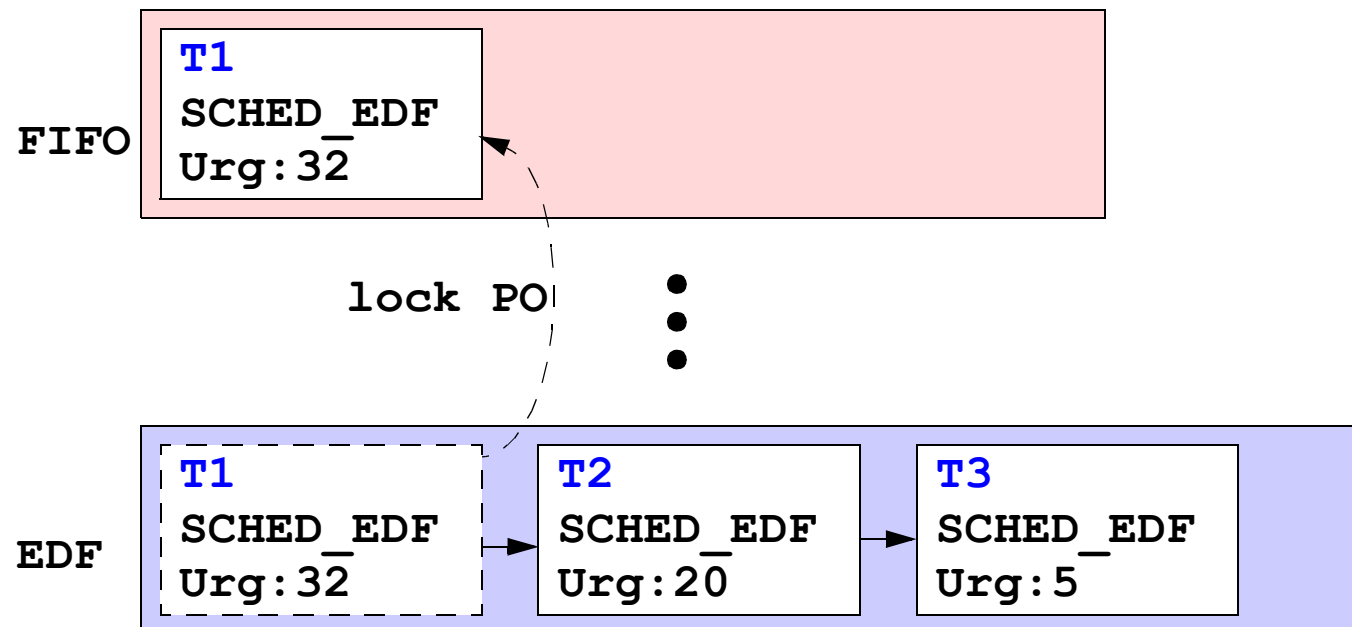 T1
SCHED_EDF
Urg:32
FIFO
lock PO
T1
SCHED_EDF
Urg:32
T2
SCHED_EDF
Urg:20
T3
SCHED_EDF
Urg:5
EDF